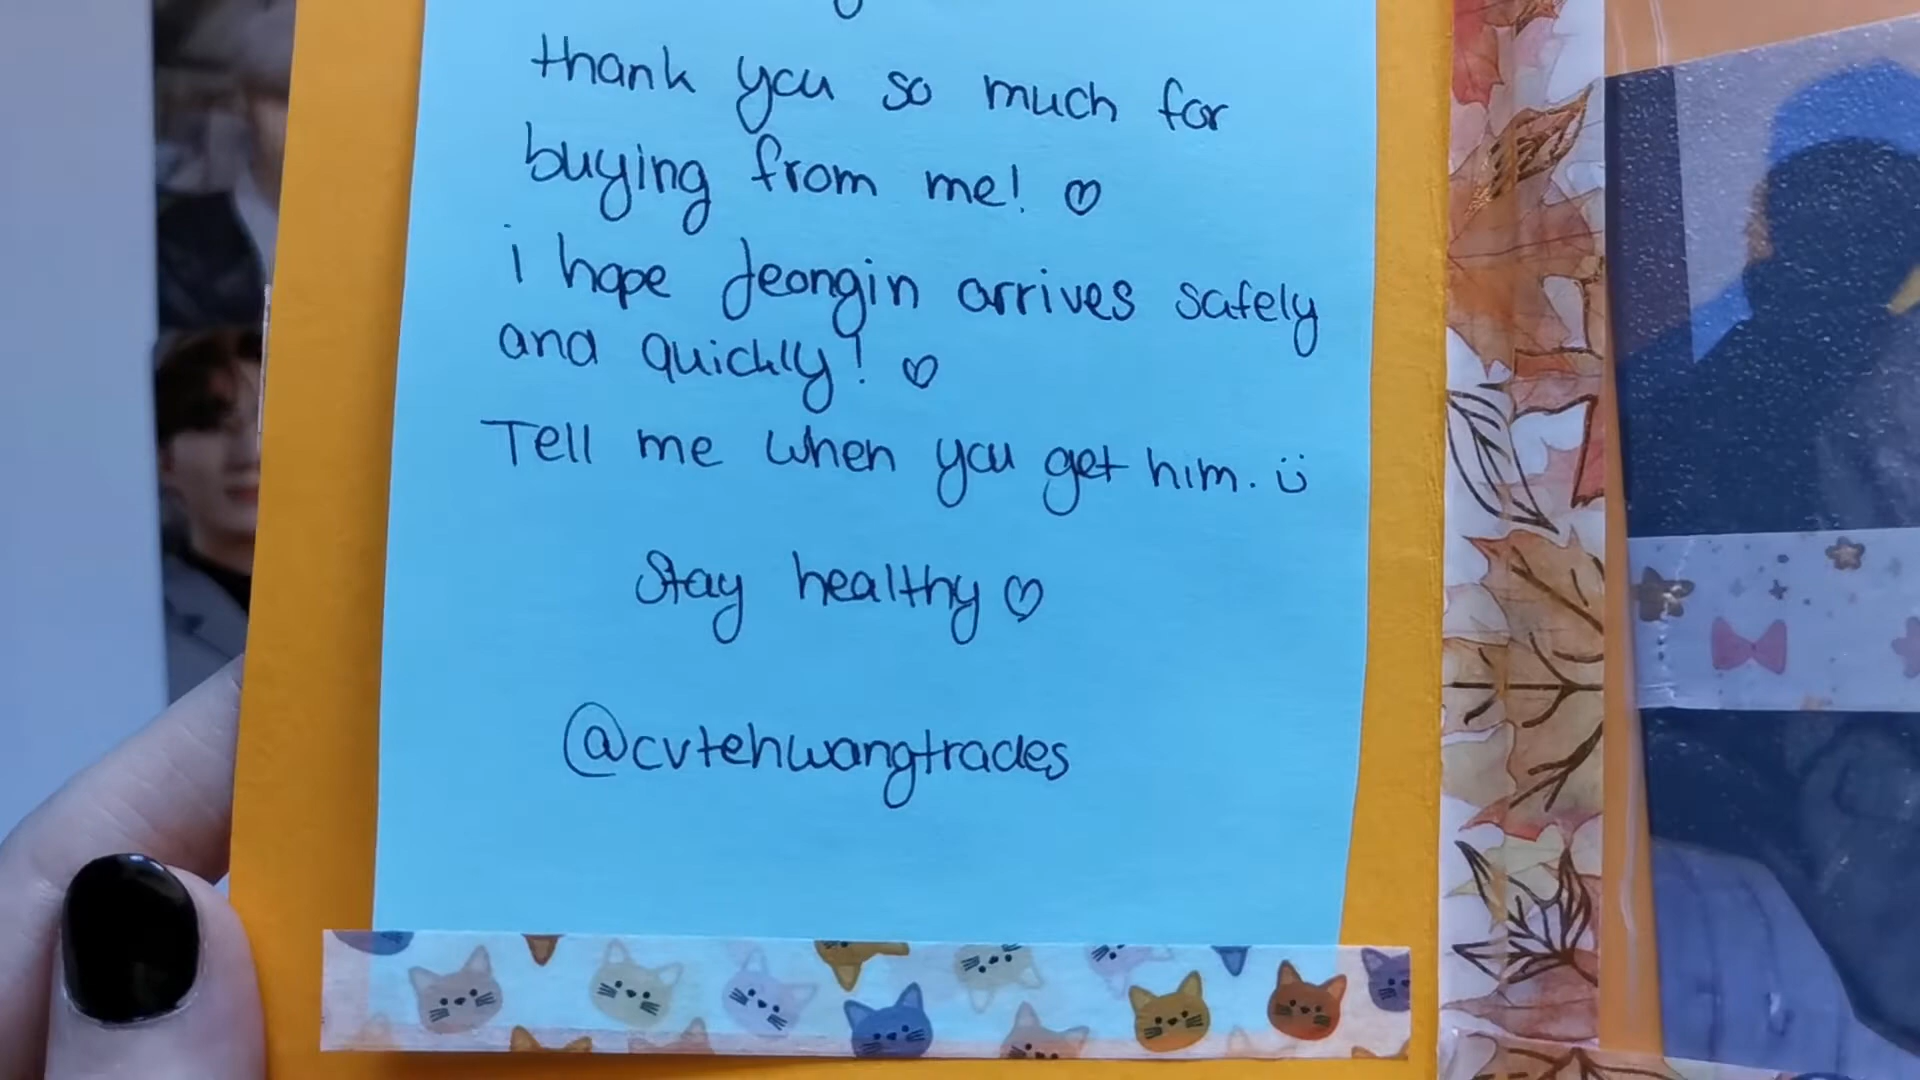 thank you so much for
buying from me! ♡
i hope Jeongin arrives safely
and quickly! ♡
Tell me when you get him. ü
Stay healthy ♡
@cvtehwangtrades